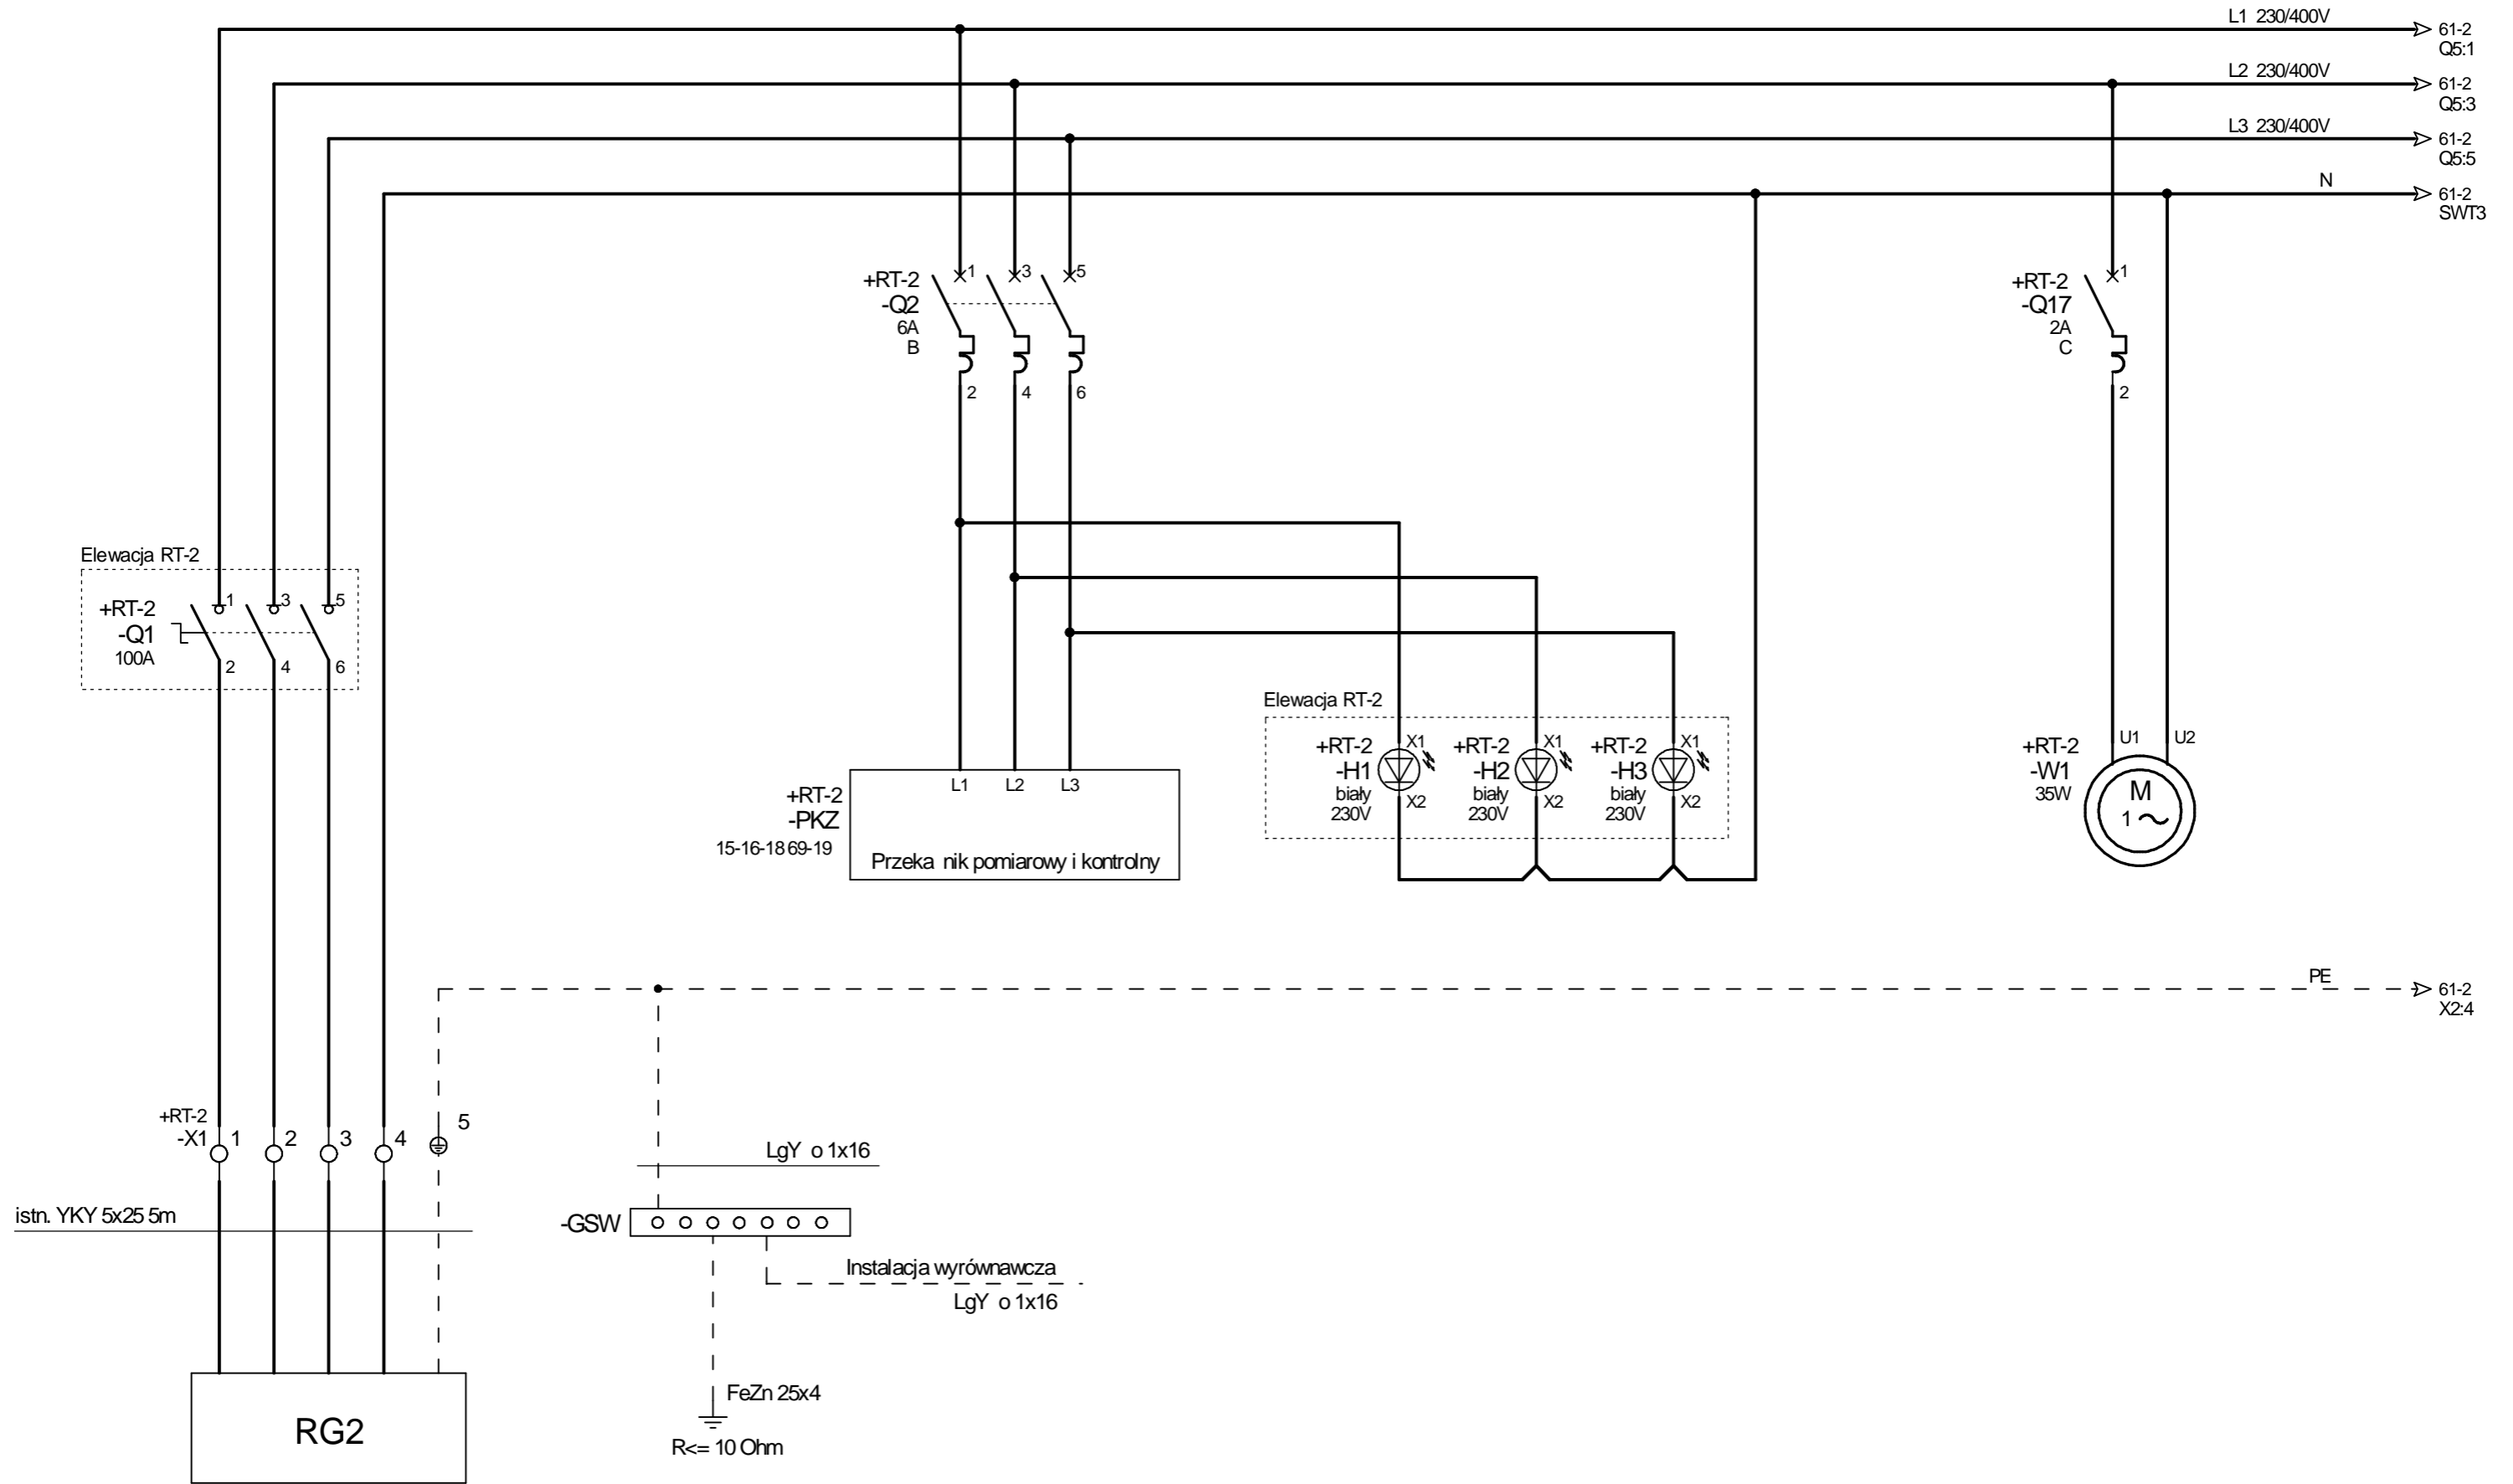 L1 230/400V
61-2
Q5:1
L2 230/400V
61-2
Q5:3
L3 230/400V
61-2
Q5:5
N
61-2
SWT3
+RT-2
-Q2
6A
B
1
3
5
2
4
6
+RT-2
-Q17
2A
C
1
2
Elewacja RT-2
+RT-2
-Q1
100A
1
3
5
2
4
6
Elewacja RT-2
+RT-2
-H1
biały
230V
X1
X2
+RT-2
-H2
biały
230V
X1
X2
+RT-2
-H3
biały
230V
X1
X2
+RT-2
-W1
35W
U1
U2
M
1
+RT-2
-PKZ
15-16-18 69-19
L1
L2
L3
Przeka nik pomiarowy i kontrolny
PE
61-2
X2:4
+RT-2
-X1
1
2
3
4
5
LgY o 1x16
istn. YKY 5x25 5m
-GSW
Instalacja wyrównawcza
LgY o 1x16
FeZn 25x4
R<= 10 Ohm
RG2